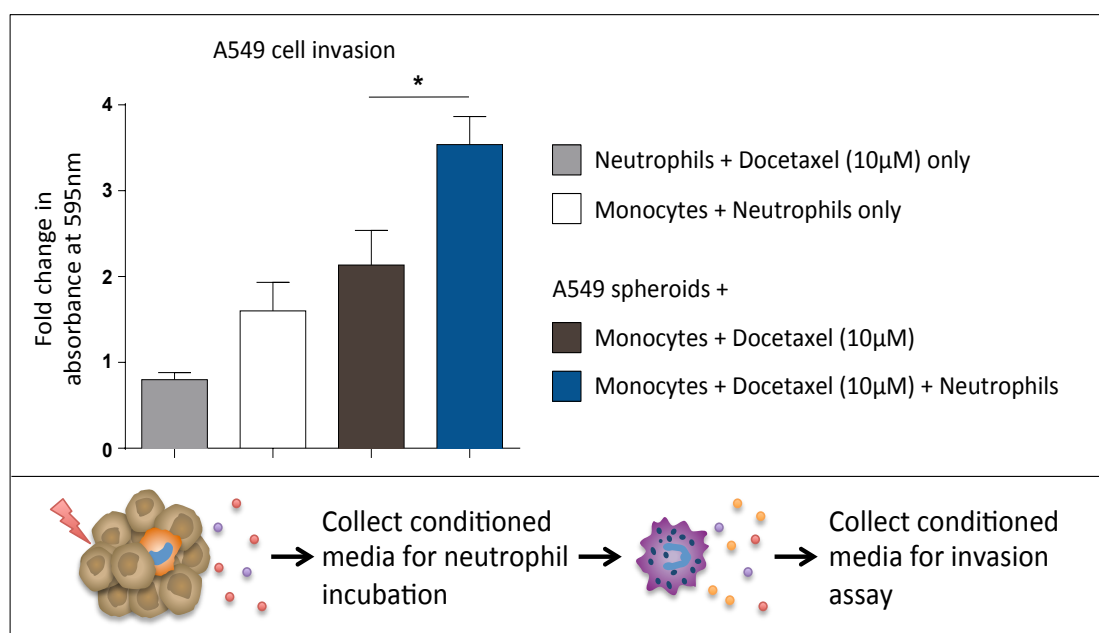 A549 cell invasion
*
4
3
2
1
0
Fold change in
absorbance at 595nm
Neutrophils + Docetaxel (10µM) only
Monocytes + Neutrophils only
A549 spheroids +
Monocytes + Docetaxel (10µM)
Monocytes + Docetaxel (10µM) + Neutrophils
Collect conditioned
media for neutrophil
incubation
Collect conditioned
media for invasion
assay